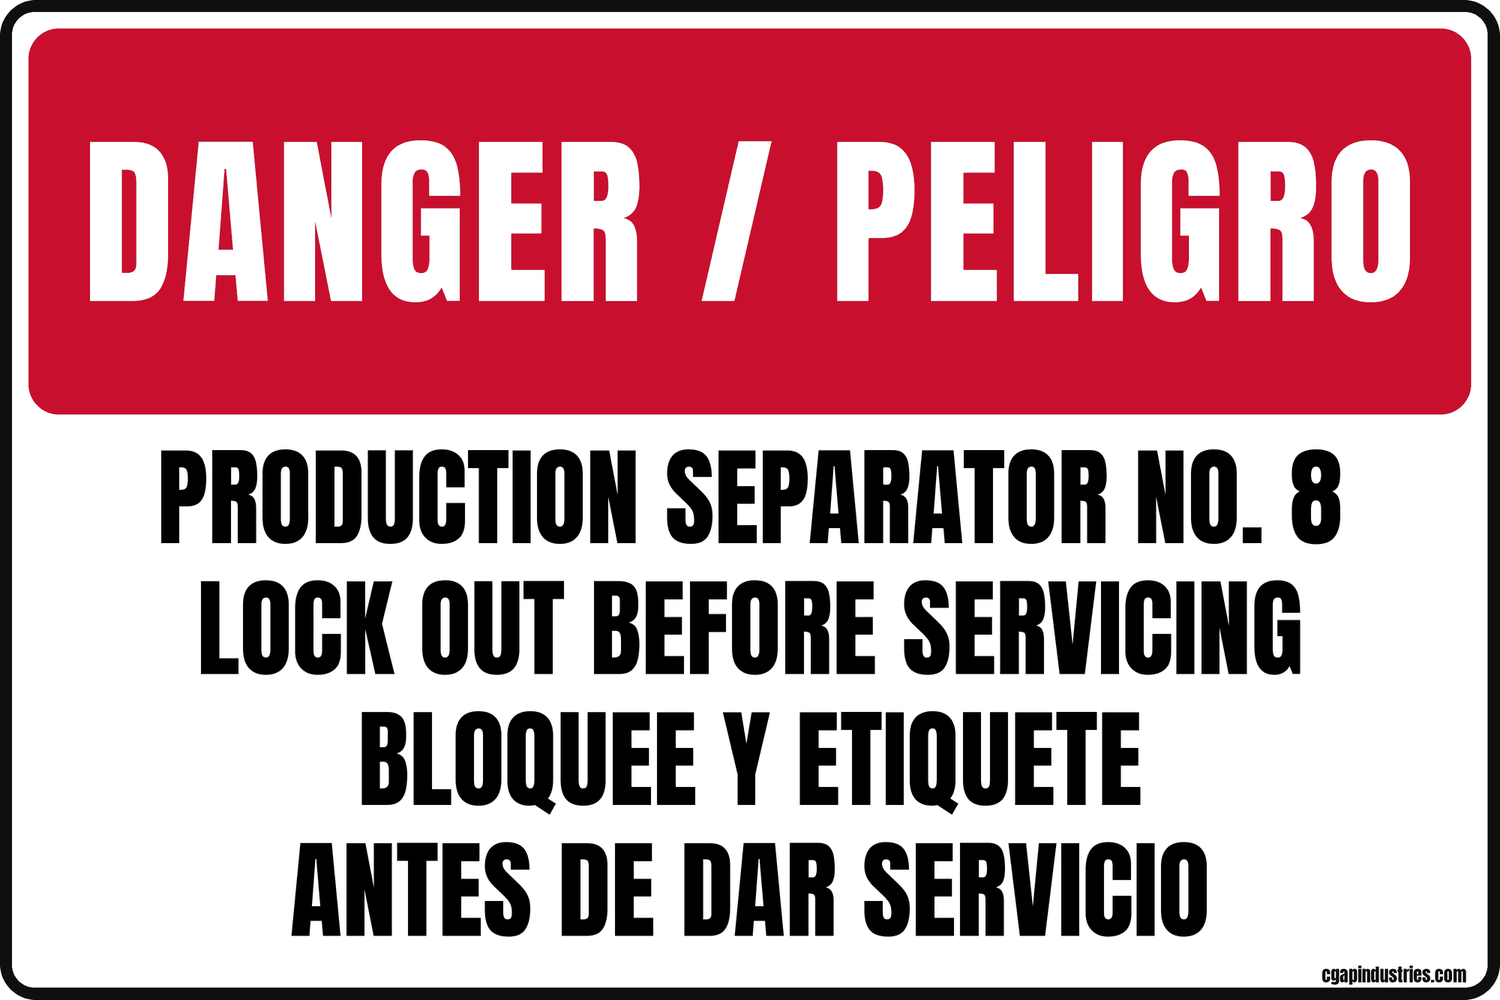 DANGER / PELIGRO
PRODUCTION SEPARATOR NO. 8
LOCK OUT BEFORE SERVICING
BLOQUEE Y ETIQUETE
ANTES DE DAR SERVICIO
cgapindustries.com